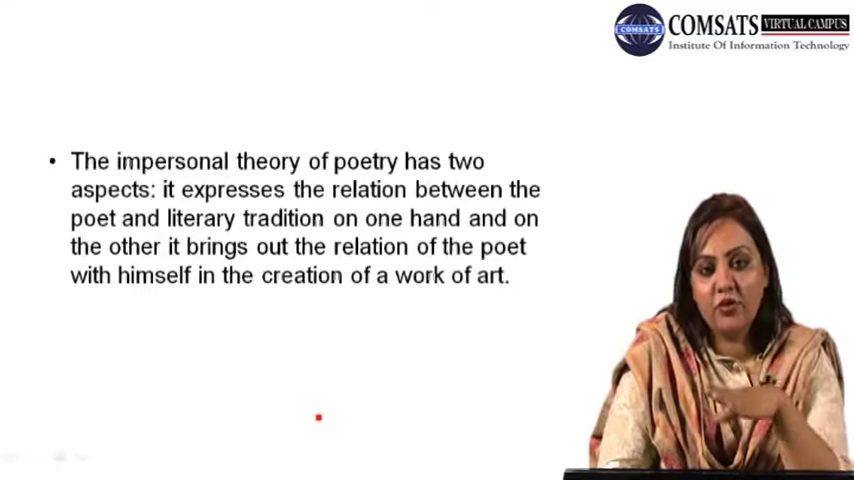 COMSATS VIRTUAL CAMPUS
Institute Of Information Technology
COMSATS
• The impersonal theory of poetry has two
aspects: it expresses the relation between the
poet and literary tradition on one hand and on
the other it brings out the relation of the poet
with himself in the creation of a work of art.